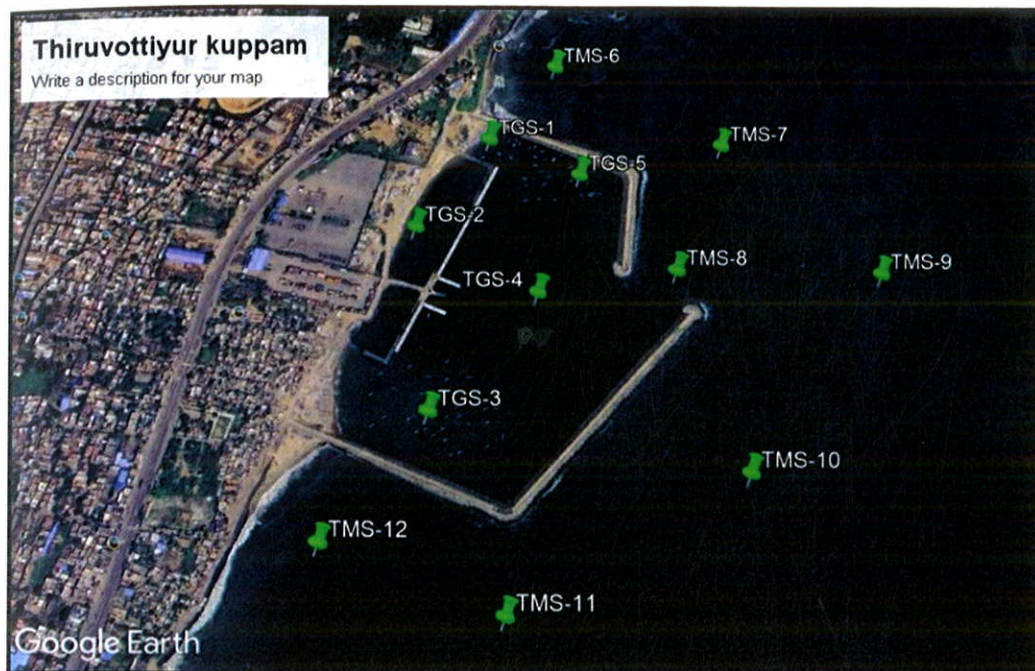 Thiruvottiyur kuppam
Write a description for your map
TMS-6
TGS-1
TMS-7
TGS-5
TGS-2
TMS-8
TMS-9
TGS-4
TGS-3
TMS-10
TMS-12
TMS-11
Google Earth